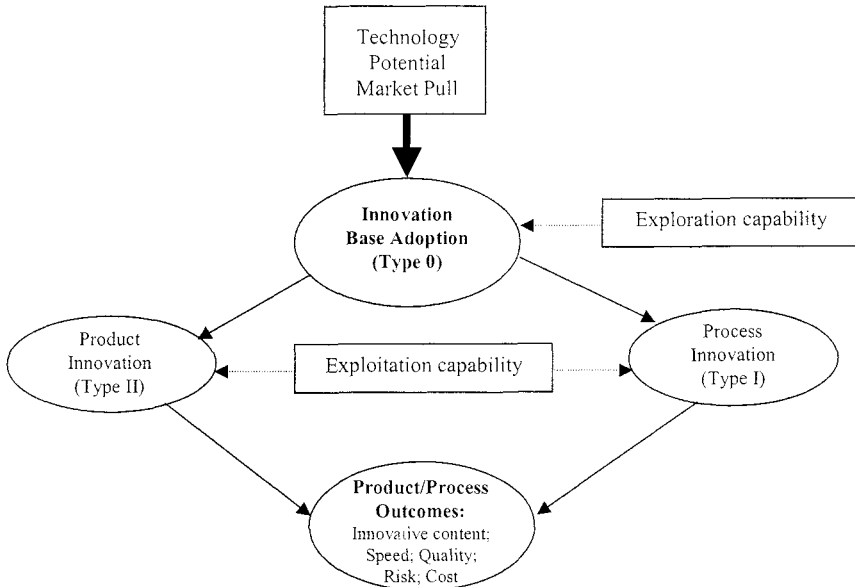 Technology
Potential
Market Pull
Innovation
Base Adoption
(Type 0)
Exploration capability
Product
Innovation
(Type II)
Exploitation capability
Process
Innovation
(Type I)
Product/Process
Outcomes:
Innovative content;
Speed; Quality;
Risk; Cost